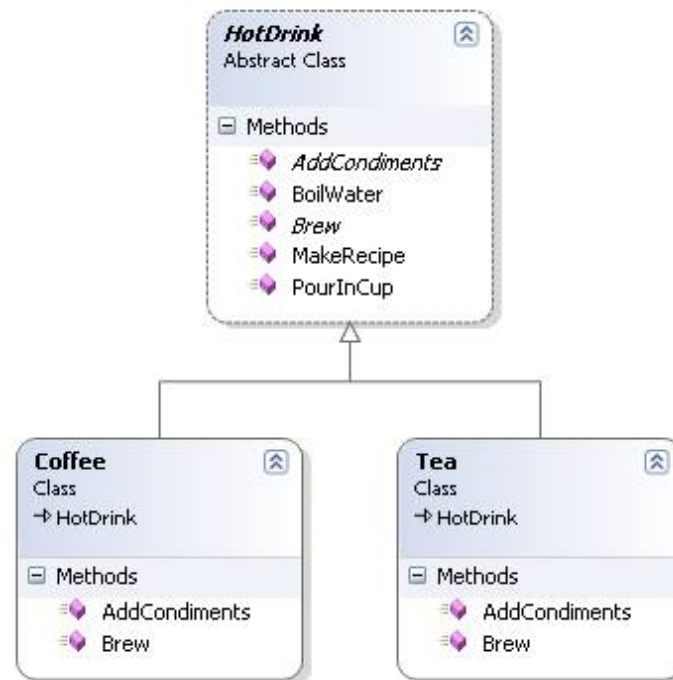 HotDrink
Abstract Class
Methods
AddCondiments
BoilWater
Brew
MakeRecipe
PourInCup
Coffee
Class
HotDrink
Methods
AddCondiments
Brew
Tea
Class
HotDrink
Methods
AddCondiments
Brew